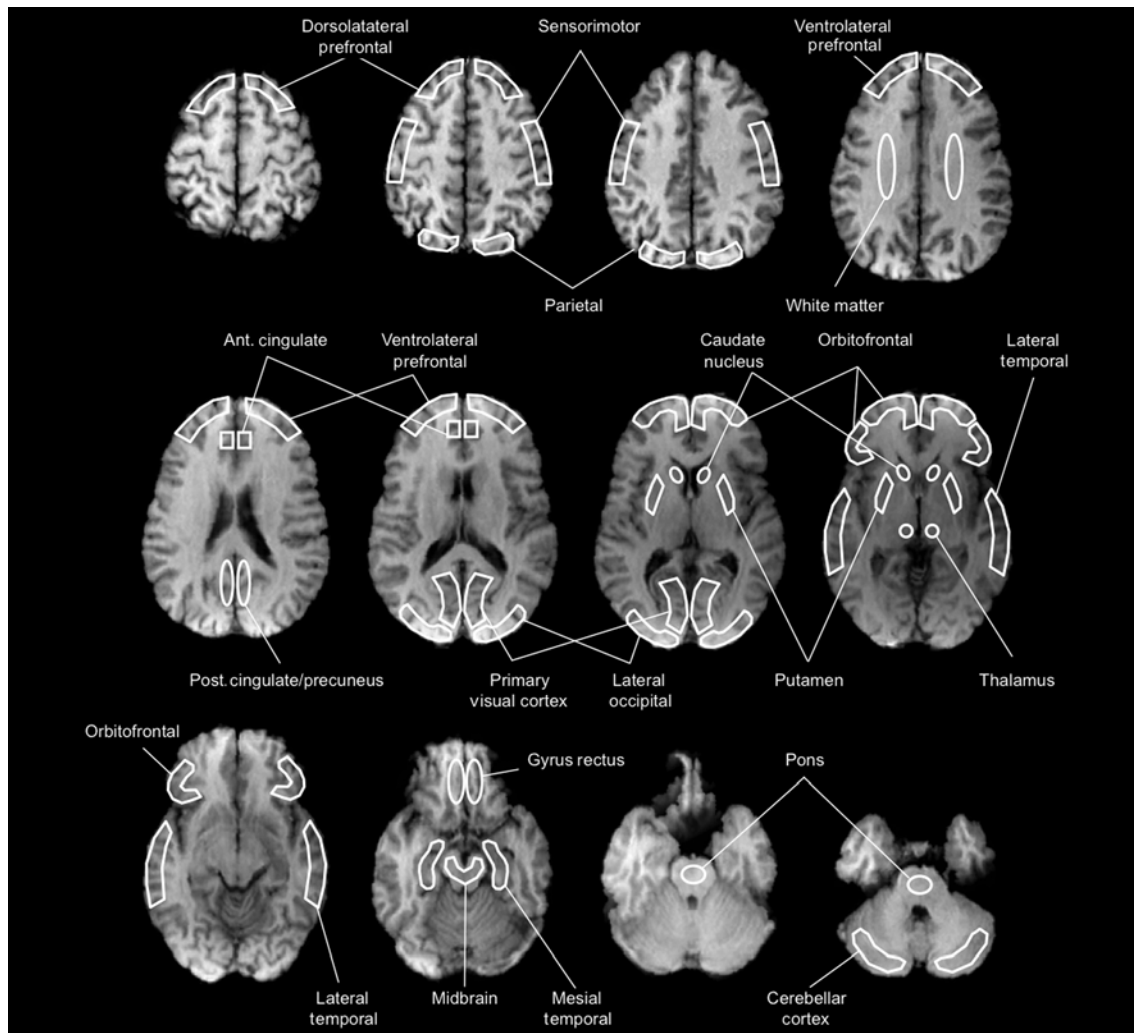 Dorsolatateral
prefrontal
Sensorimotor
Ventrolateral
prefrontal
Parietal
White matter
Ant. cingulate
Ventrolateral
prefrontal
Caudate
nucleus
Orbitofrontal
Lateral
temporal
Post. cingulate/precuneus
Primary
visual cortex
Lateral
occipital
Putamen
Thalamus
Orbitofrontal
Gyrus rectus
Pons
Lateral
temporal
Midbrain
Mesial
temporal
Cerebellar
cortex